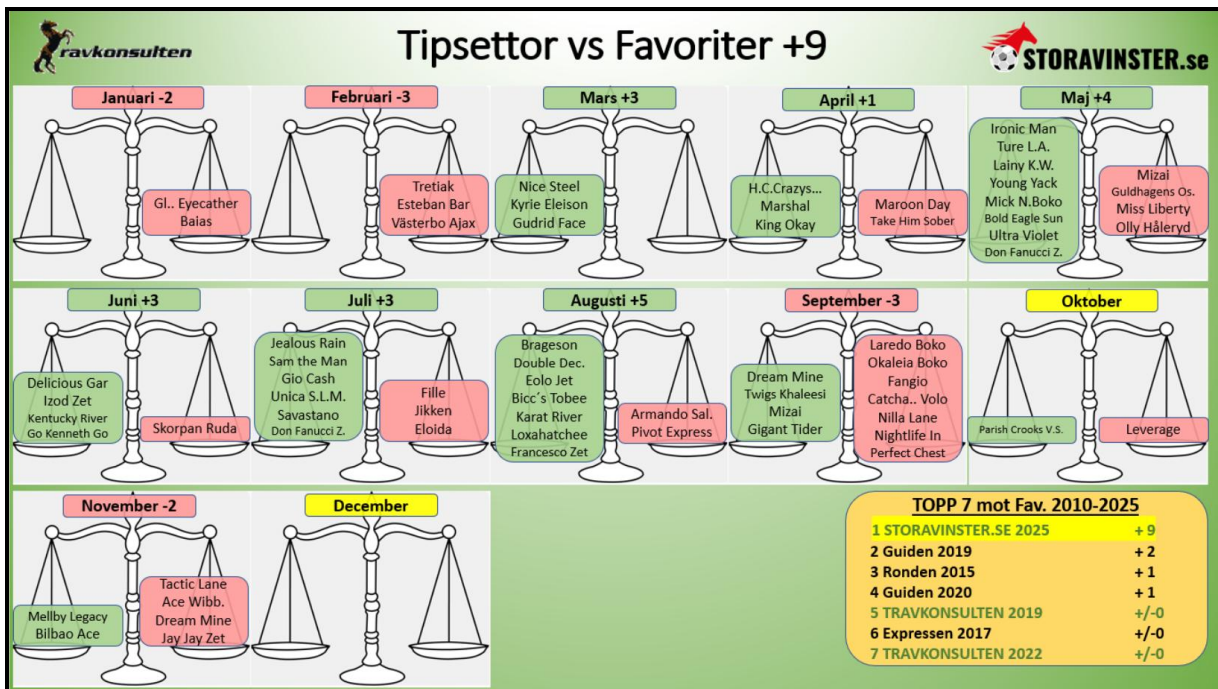 ravkonsulten
Tipsettor vs Favoriter +9
STORAVINSTER.se
Januari -2
Gl.. Eyecather
Baias
Februari -3
Tretiak
Esteban Bar
Västerbo Ajax
Mars +3
Nice Steel
Kyrie Eleison
Gudrid Face
April +1
H.C.Crazys...
Marshal
King Okay
Maroon Day
Take Him Sober
Maj +4
Ironic Man
Ture L.A.
Lainy K.W.
Young Yack
Mick N.Boko
Bold Eagle Sun
Ultra Violet
Don Fanucci Z.
Mizai
Guldhagens Os.
Miss Liberty
Olly Håleryd
Juni +3
Delicious Gar
Izod Zet
Kentucky River
Go Kenneth Go
Skorpan Ruda
Juli +3
Jealous Rain
Sam the Man
Gio Cash
Unica S.L.M.
Savastano
Don Fanucci Z.
Fille
Jikken
Eloida
Augusti +5
Brageson
Double Dec.
Eolo Jet
Bicc´s Tobee
Karat River
Loxahatchee
Francesco Zet
Armando Sal.
Pivot Express
September -3
Dream Mine
Twigs Khaleesi
Mizai
Gigant Tider
Laredo Boko
Okaleia Boko
Fangio
Catcha.. Volo
Nilla Lane
Nightlife In
Perfect Chest
Oktober
Parish Crooks V.S.
Leverage
November -2
Mellby Legacy
Bilbao Ace
Tactic Lane
Ace Wibb.
Dream Mine
Jay Jay Zet
December
TOPP 7 mot Fav. 2010-2025
1 STORAVINSTER.SE 2025 + 9
2 Guiden 2019 + 2
3 Ronden 2015 + 1
4 Guiden 2020 + 1
5 TRAVKONSULTEN 2019 +/-0
6 Expressen 2017 +/-0
7 TRAVKONSULTEN 2022 +/-0